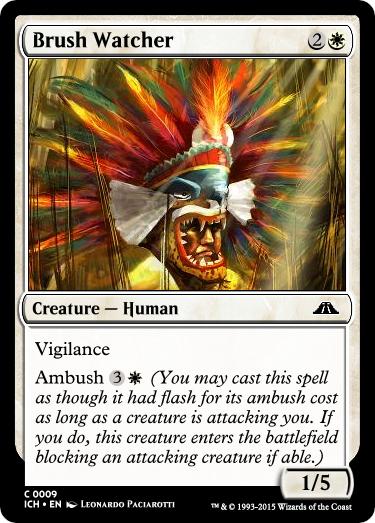 Brush Watcher 2
Creature — Human
Vigilance
Ambush 3 (You may cast this spell
as though it had flash for its ambush cost
as long as a creature is attacking you. If
you do, this creature enters the battlefield
blocking an attacking creature if able.)
1/5
C 0009
ICH • EN Leonardo Paciarotti
™ & © 1993-2015 Wizards of the Coast